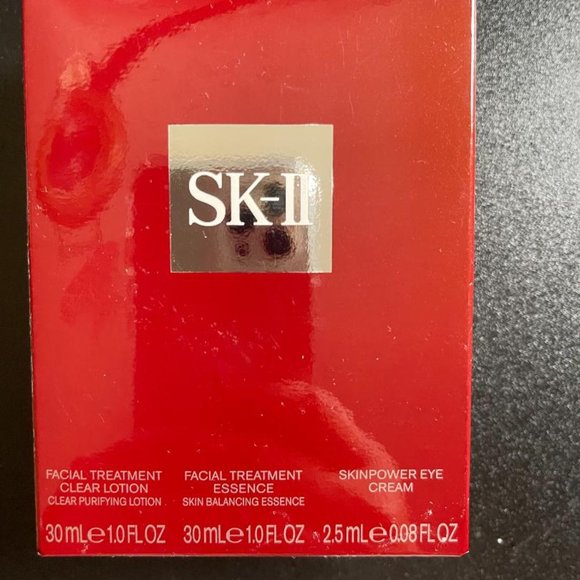 SK-II
FACIAL TREATMENT
CLEAR LOTION
CLEAR PURIFYING LOTION
30 mL e 1.0 FL OZ
FACIAL TREATMENT
ESSENCE
SKIN BALANCING ESSENCE
30 mL e 1.0 FL OZ
SKINPOWER EYE
CREAM
2.5 mL e 0.08 FL OZ